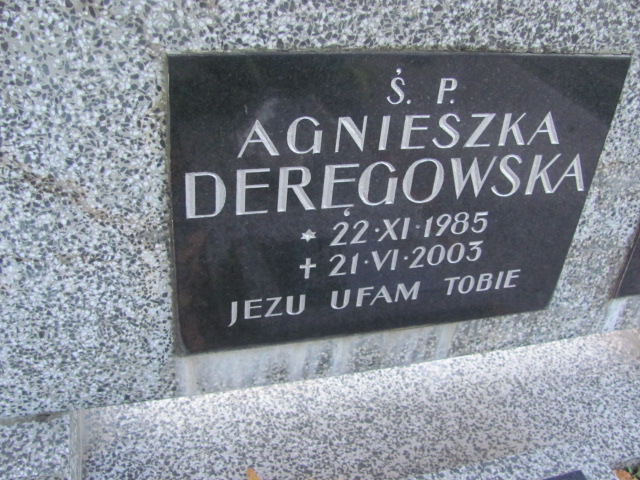 Ś. P.
AGNIESZKA
DERĘGOWSKA
* 22·XI·1985
+ 21·VI·2003
JEZU UFAM TOBIE